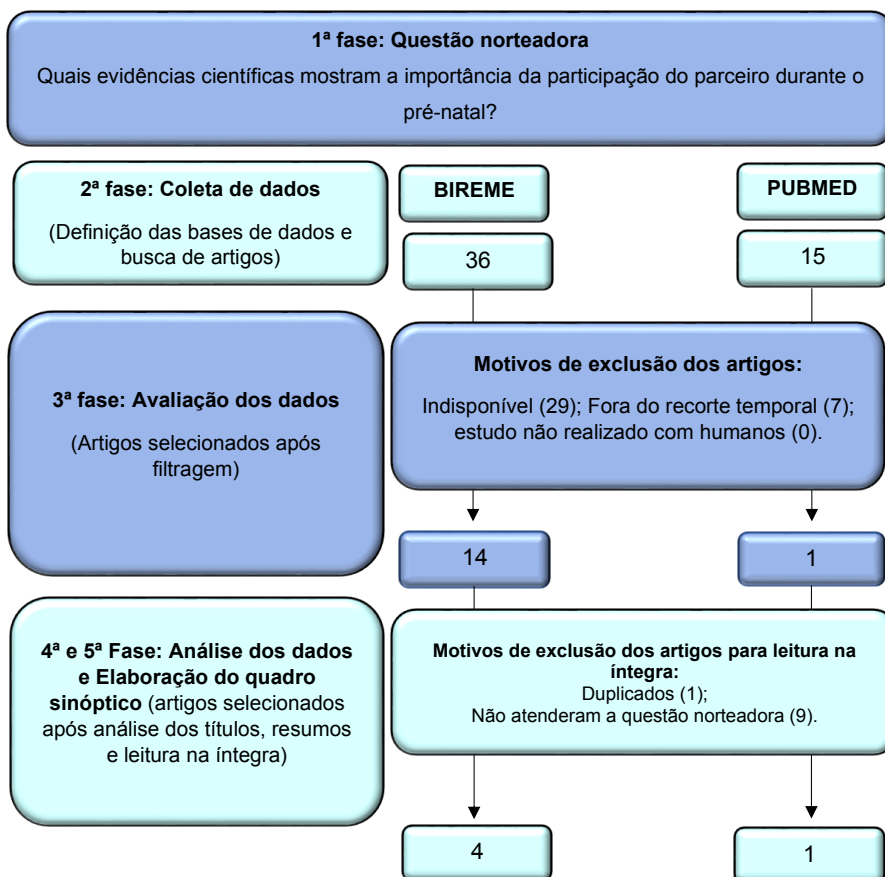 1ª fase: Questão norteadora
Quais evidências científicas mostram a importância da participação do parceiro durante o
pré-natal?
2ª fase: Coleta de dados
(Definição das bases de dados e
busca de artigos)
BIREME
PUBMED
36
15
3ª fase: Avaliação dos dados
(Artigos selecionados após
filtragem)
Motivos de exclusão dos artigos:
Indisponível (29); Fora do recorte temporal (7);
estudo não realizado com humanos (0).
14
1
4ª e 5ª Fase: Análise dos dados
e Elaboração do quadro
sinóptico (artigos selecionados
após análise dos títulos, resumos
e leitura na íntegra)
Motivos de exclusão dos artigos para leitura na
íntegra:
Duplicados (1);
Não atenderam a questão norteadora (9).
4
1